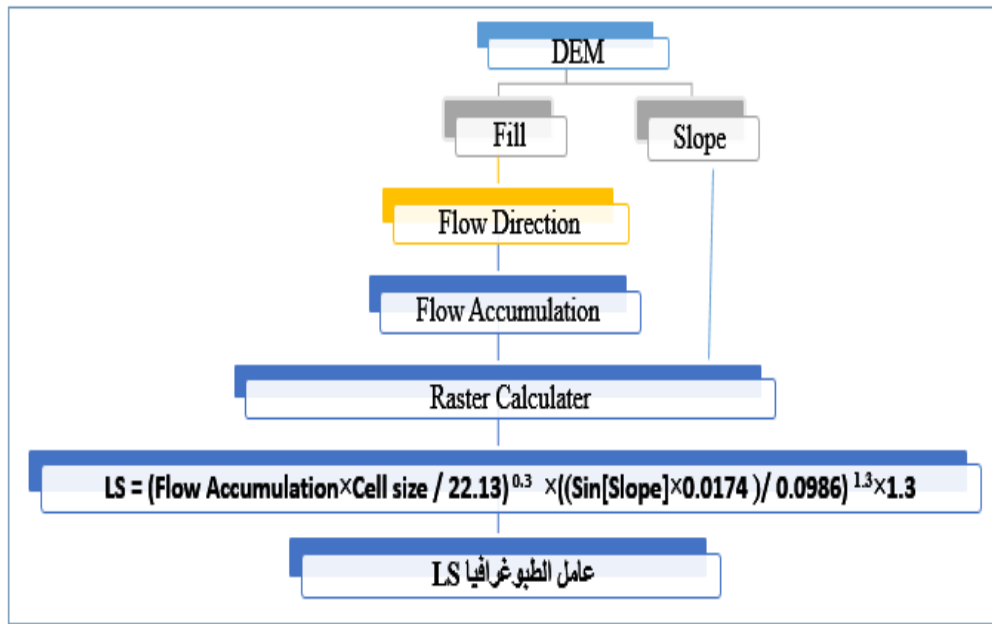 DEM
Fill
Slope
Flow Direction
Flow Accumulation
Raster Calculater
LS = (Flow Accumulation×Cell size / 22.13)^0.3 ×((Sin[Slope]×0.0174 )/ 0.0986) ^1.3×1.3
عامل الطبوغرافيا LS